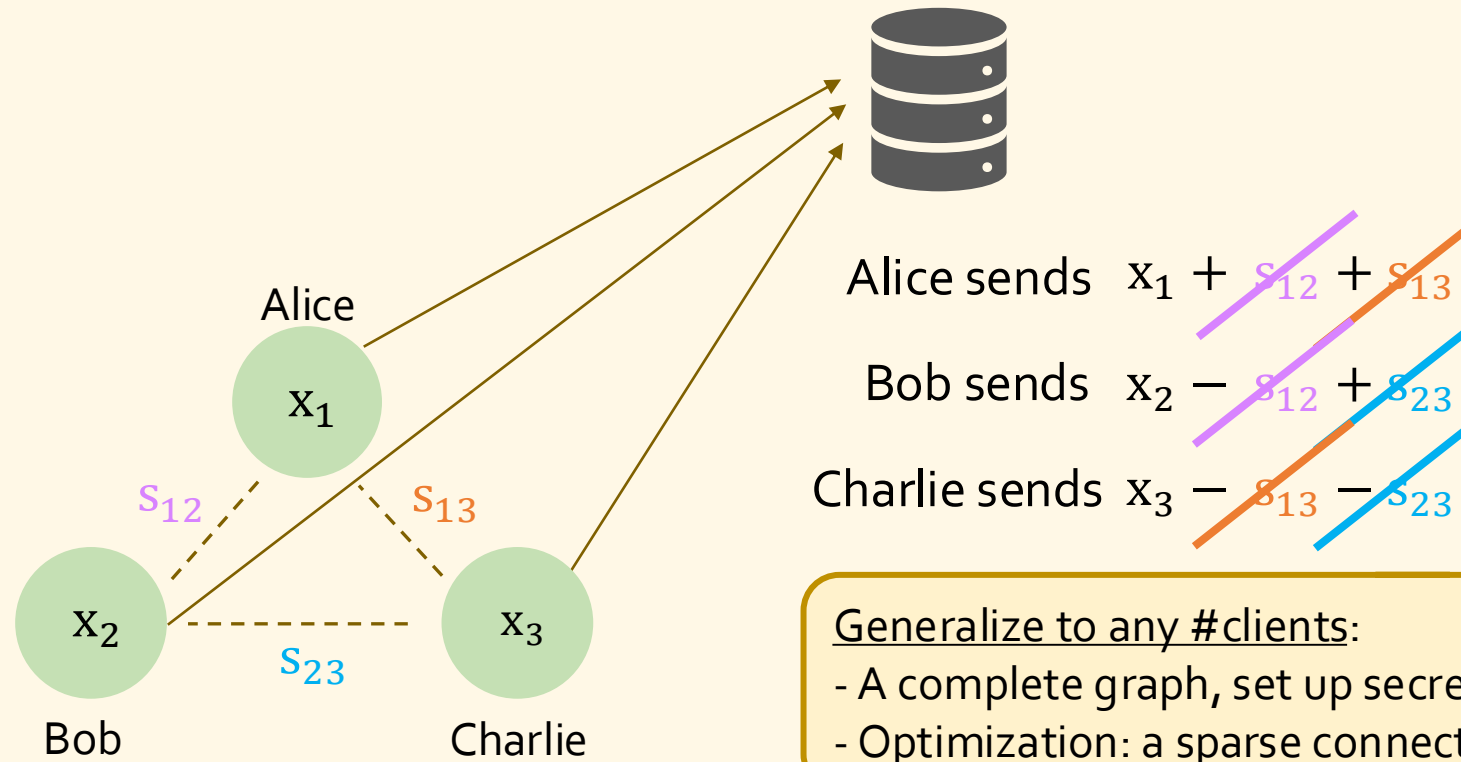 Alice
x₁
s₁₂
s₁₃
x₂
x₃
s₂₃
Bob
Charlie
Alice sends x₁ + s₁₂ + s₁₃
Bob sends x₂ − s₁₂ + s₂₃
Charlie sends x₃ − s₁₃ − s₂₃
Generalize to any #clients:
- A complete graph, set up
- Optimization: a sparse